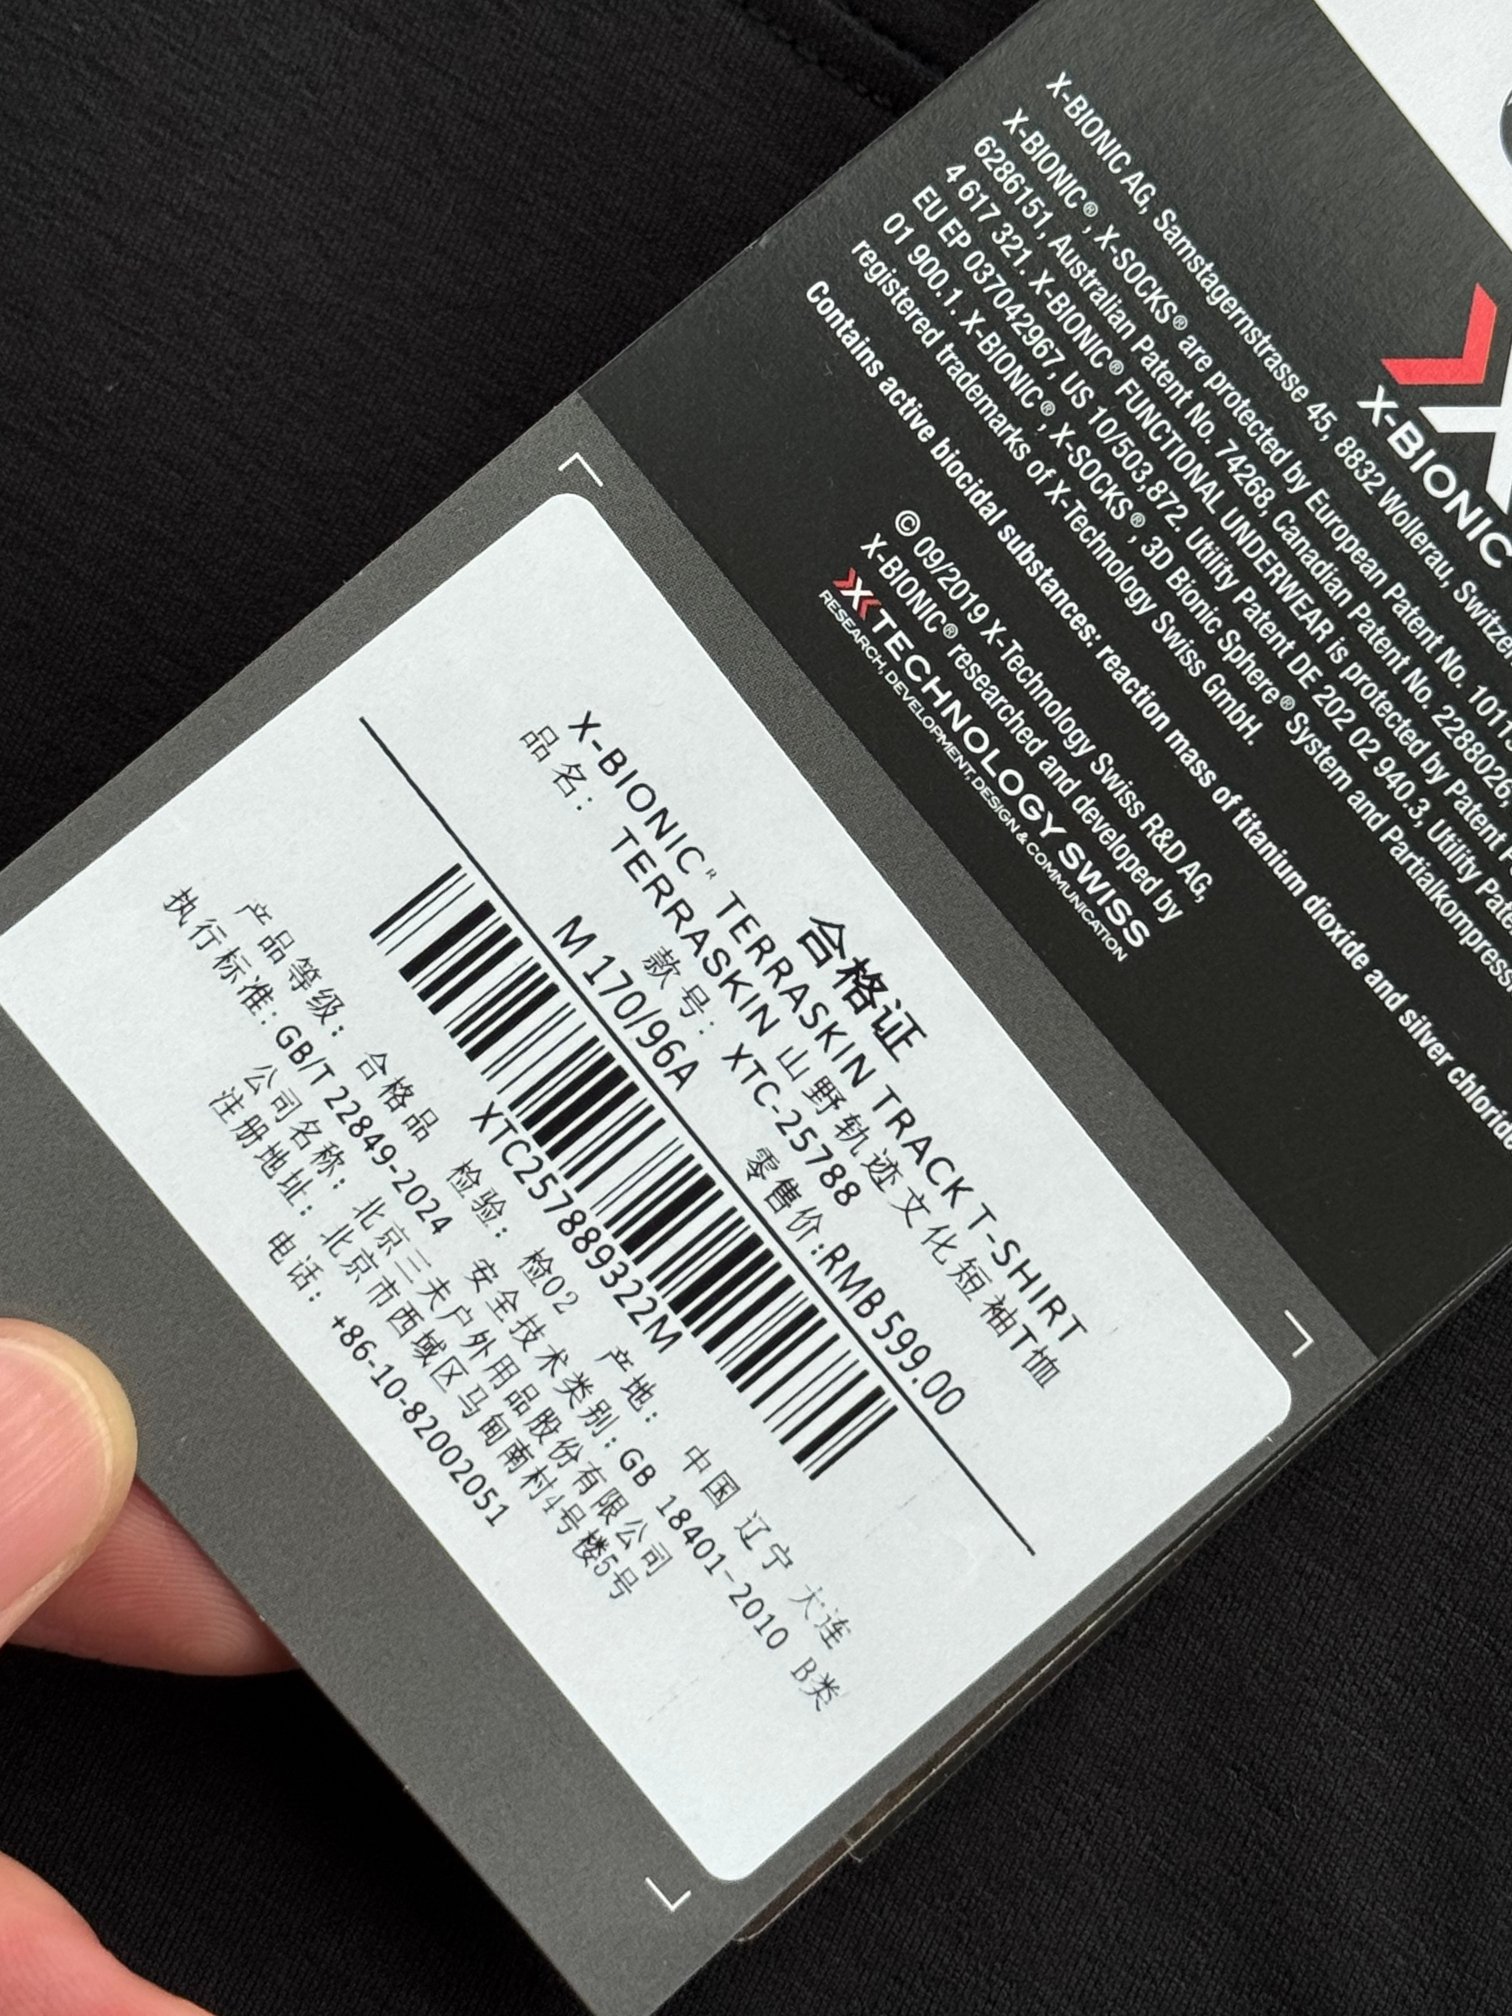 X-BIONIC
X-BIONIC AG, Samstagernstrasse 45, 8832 Wollerau,
X-BIONIC®, X-SOCKS® are protected by European Patent No.
6286151, Australian Patent No. 74268, Canadian Patent No. 2288028,
4 617 321. X-BIONIC® FUNCTIONAL UNDERWEAR is protected by Patent
EU EP 037042967, US 10/503,872, Utility Patent DE 202 02 940.3, Utility
01 900.1. X-BIONIC®, X-SOCKS®, 3D Bionic Sphere® System and
registered trademarks of X-Technology Swiss GmbH.
Contains active biocidal substances: reaction mass of titanium dioxide and silver
© 09/2019 X-Technology Swiss R&D AG,
X-BIONIC® researched and developed by
X TECHNOLOGY SWISS
RESEARCH, DEVELOPMENT, DESIGN & COMMUNICATION
合格证
X-BIONIC® TERRASKIN TRACK T-SHIRT
品名: TERRASKIN 山野轨迹文化短袖T恤
款号: XTC-25788
M 170/96A 零售价:RMB 599.00
XTC257889322M
产品等级: 合格品 检验: 检02 产地: 中国 辽宁 大连
执行标准: GB/T 22849-2024 安全技术类别: GB 18401-2010 B类
公司名称: 北京三夫户外用品股份有限公司
注册地址: 北京市西城区马甸南村4号楼5号
电话: +86-10-82002051